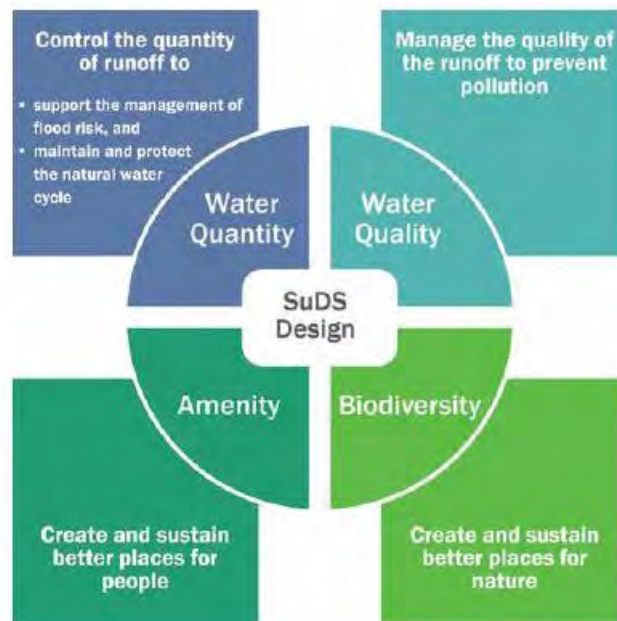 Control the quantity
of runoff to
• support the management of
flood risk, and
• maintain and protect
the natural water
cycle
Manage the quality of
the runoff to prevent
pollution
Water
Quantity
Water
Quality
SuDS
Design
Amenity
Biodiversity
Create and sustain
better places for
people
Create and sustain
better places for
nature